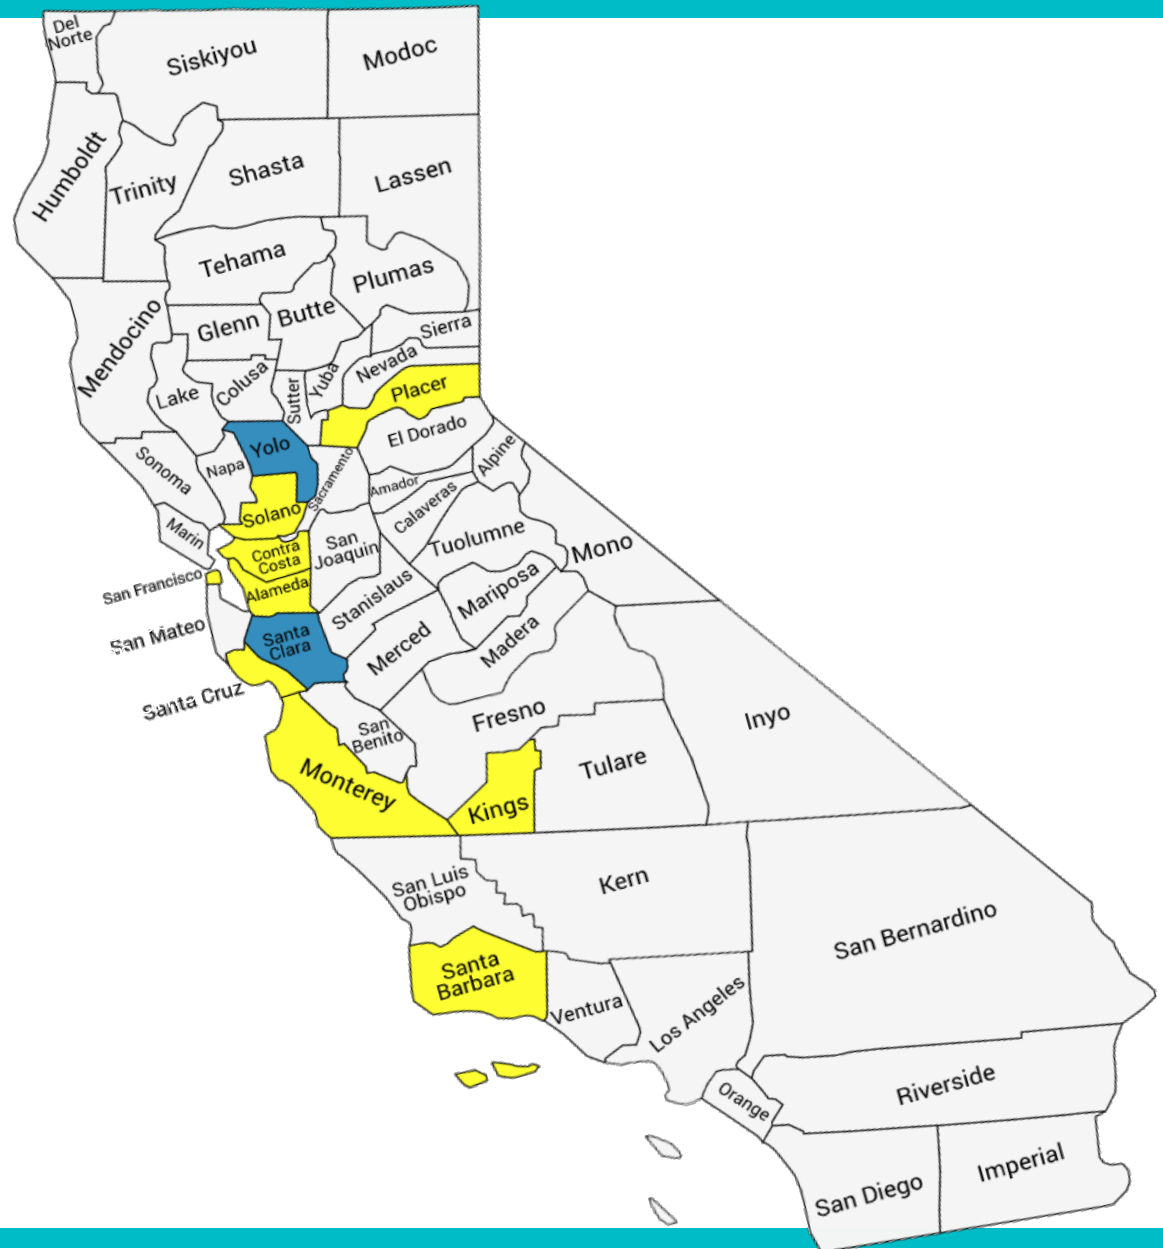 Del
Norte
Siskiyou
Modoc
Humboldt
Trinity
Shasta
Lassen
Tehama
Plumas
Mendocino
Glenn
Butte
Sierra
Lake
Colusa
Sutter
Yuba
Nevada
Placer
Sonoma
Napa
Yolo
Sacramento
El Dorado
Alpine
Marin
Solano
Amador
Calaveras
Contra
Costa
San
Joaquin
Tuolumne
Mono
San Francisco
Alameda
Stanislaus
Mariposa
San Mateo
Santa
Clara
Merced
Madera
Santa Cruz
San
Benito
Fresno
Inyo
Monterey
Kings
Tulare
San Luis
Obispo
Kern
San Bernardino
Santa
Barbara
Ventura
Los Angeles
Orange
Riverside
San Diego
Imperial